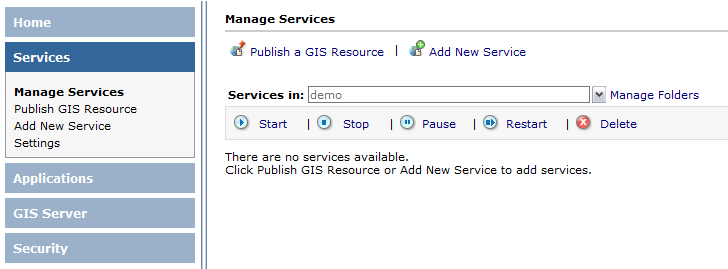 Home
Services
Manage Services
Publish GIS Resource
Add New Service
Settings
Applications
GIS Server
Security
Manage Services
Publish a GIS Resource | Add New Service
Services in: demo Manage Folders
Start | Stop | Pause | Restart | Delete
There are no services available.
Click Publish GIS Resource or Add New Service to add services.